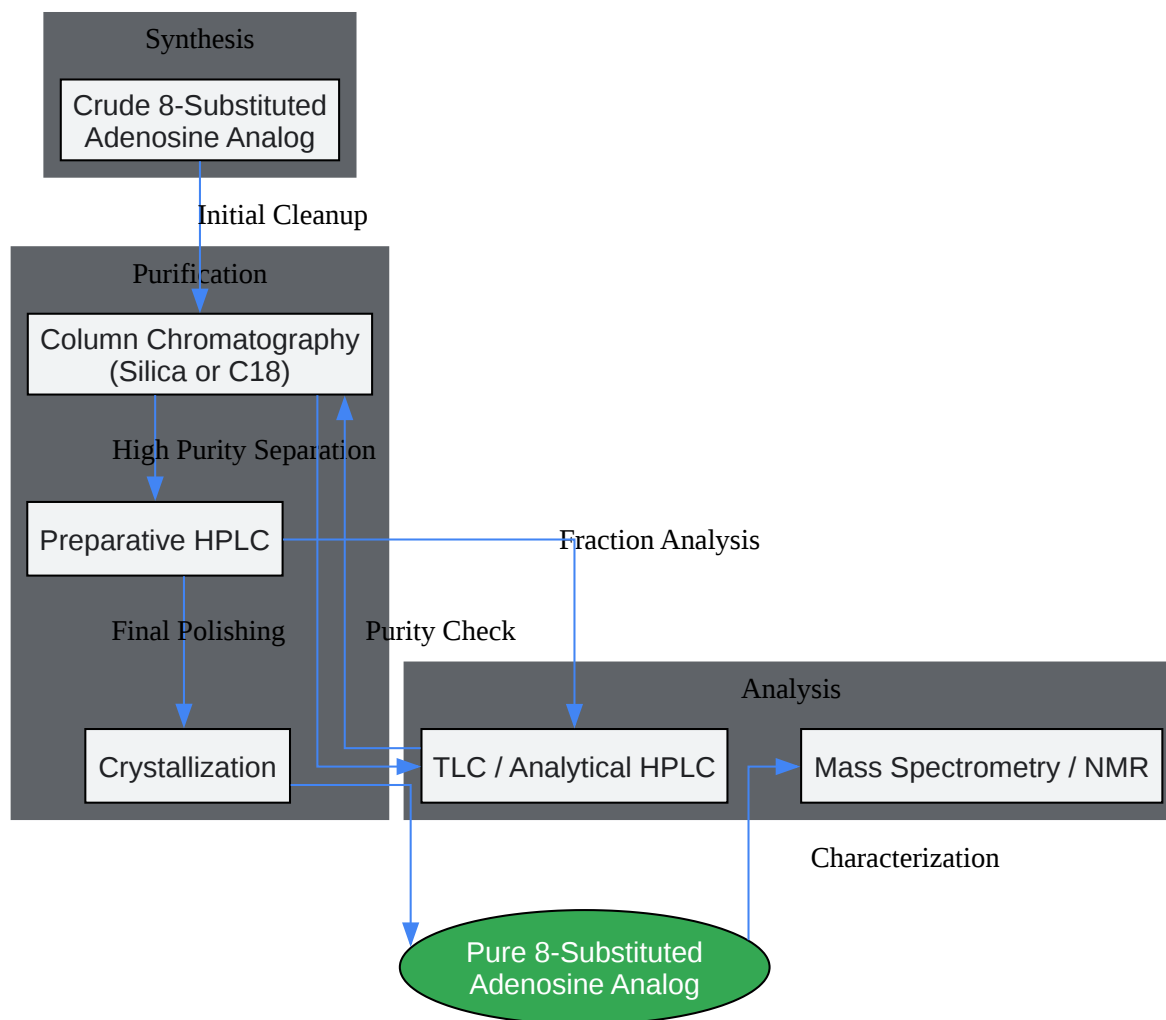 Synthesis
Crude 8-Substituted
Adenosine Analog
Initial Cleanup
Purification
Column Chromatography
(Silica or C18)
High Purity Separation
Preparative HPLC
Fraction Analysis
Final Polishing
Purity Check
Analysis
Crystallization
TLC / Analytical HPLC
Mass Spectrometry / NMR
Characterization
Pure 8-Substituted
Adenosine Analog